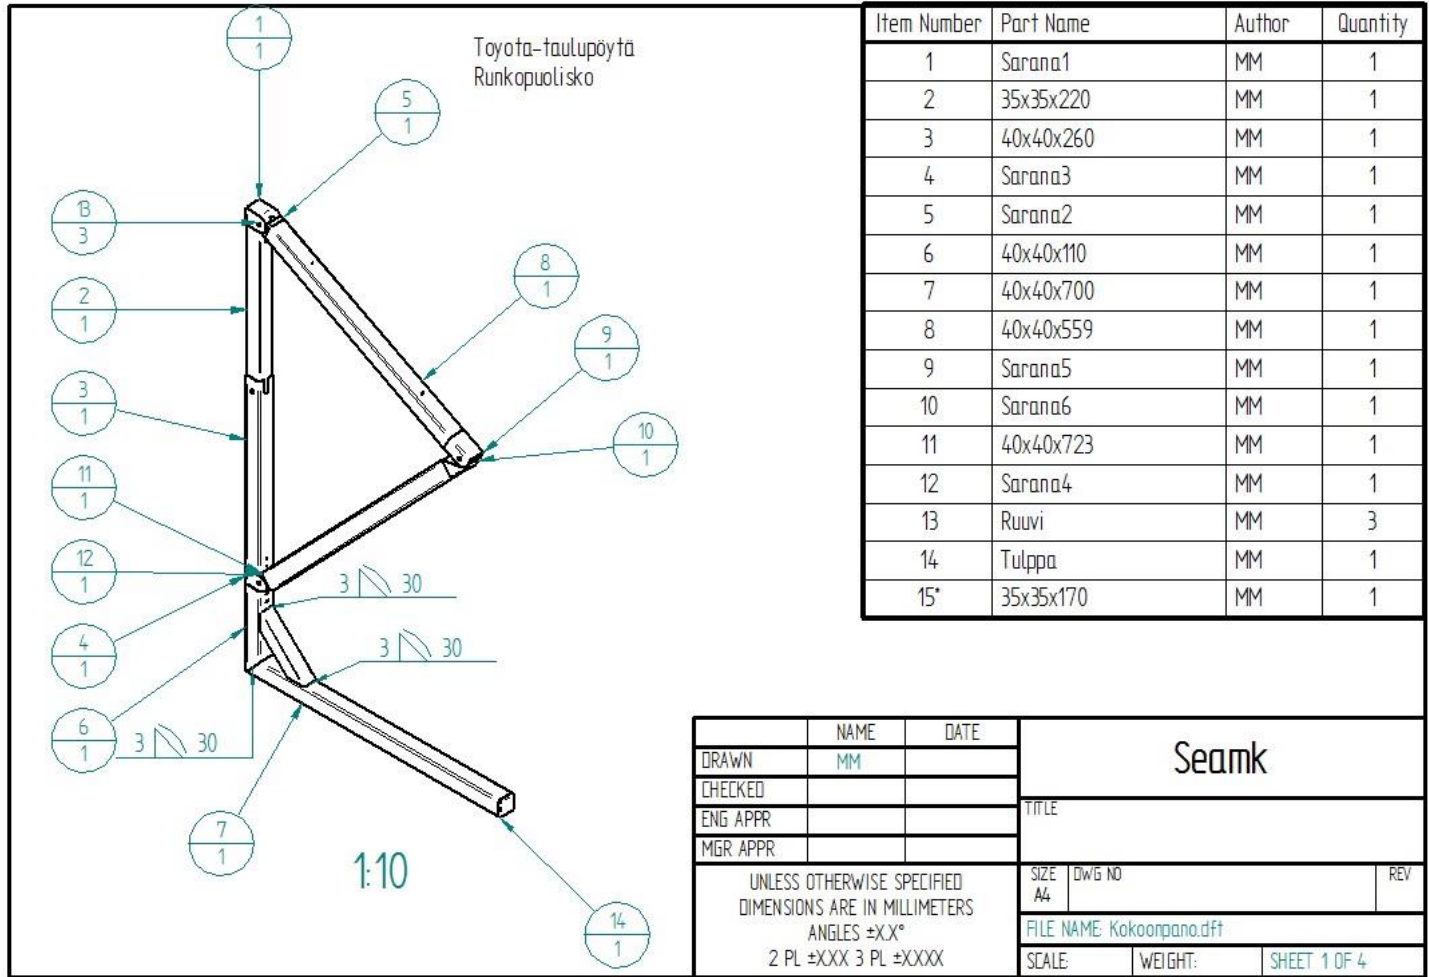 Toyota-taulupöytä
Runkopuolisko
1
1
5
1
13
3
2
1
8
1
9
1
3
1
10
1
11
1
12
1
3 30
4
1
3 30
6
1
3 30
7
1
1:10
14
1
Item Number Part Name Author Quantity
1 Sarana1 MM 1
2 35x35x220 MM 1
3 40x40x260 MM 1
4 Sarana3 MM 1
5 Sarana2 MM 1
6 40x40x110 MM 1
7 40x40x700 MM 1
8 40x40x559 MM 1
9 Sarana5 MM 1
10 Sarana6 MM 1
11 40x40x723 MM 1
12 Sarana4 MM 1
13 Ruuvi MM 3
14 Tulppa MM 1
15* 35x35x170 MM 1
NAME DATE
DRAWN MM
CHECKED
ENG APPR
MGR APPR
UNLESS OTHERWISE SPECIFIED
DIMENSIONS ARE IN MILLIMETERS
ANGLES ±X.X°
2 PL ±X.XX 3 PL ±X.XXX
Seamk
TITLE
SIZE DWG NO REV
A4
FILE NAME: Kokoonpano.dft
SCALE: WEIGHT: SHEET 1 OF 4